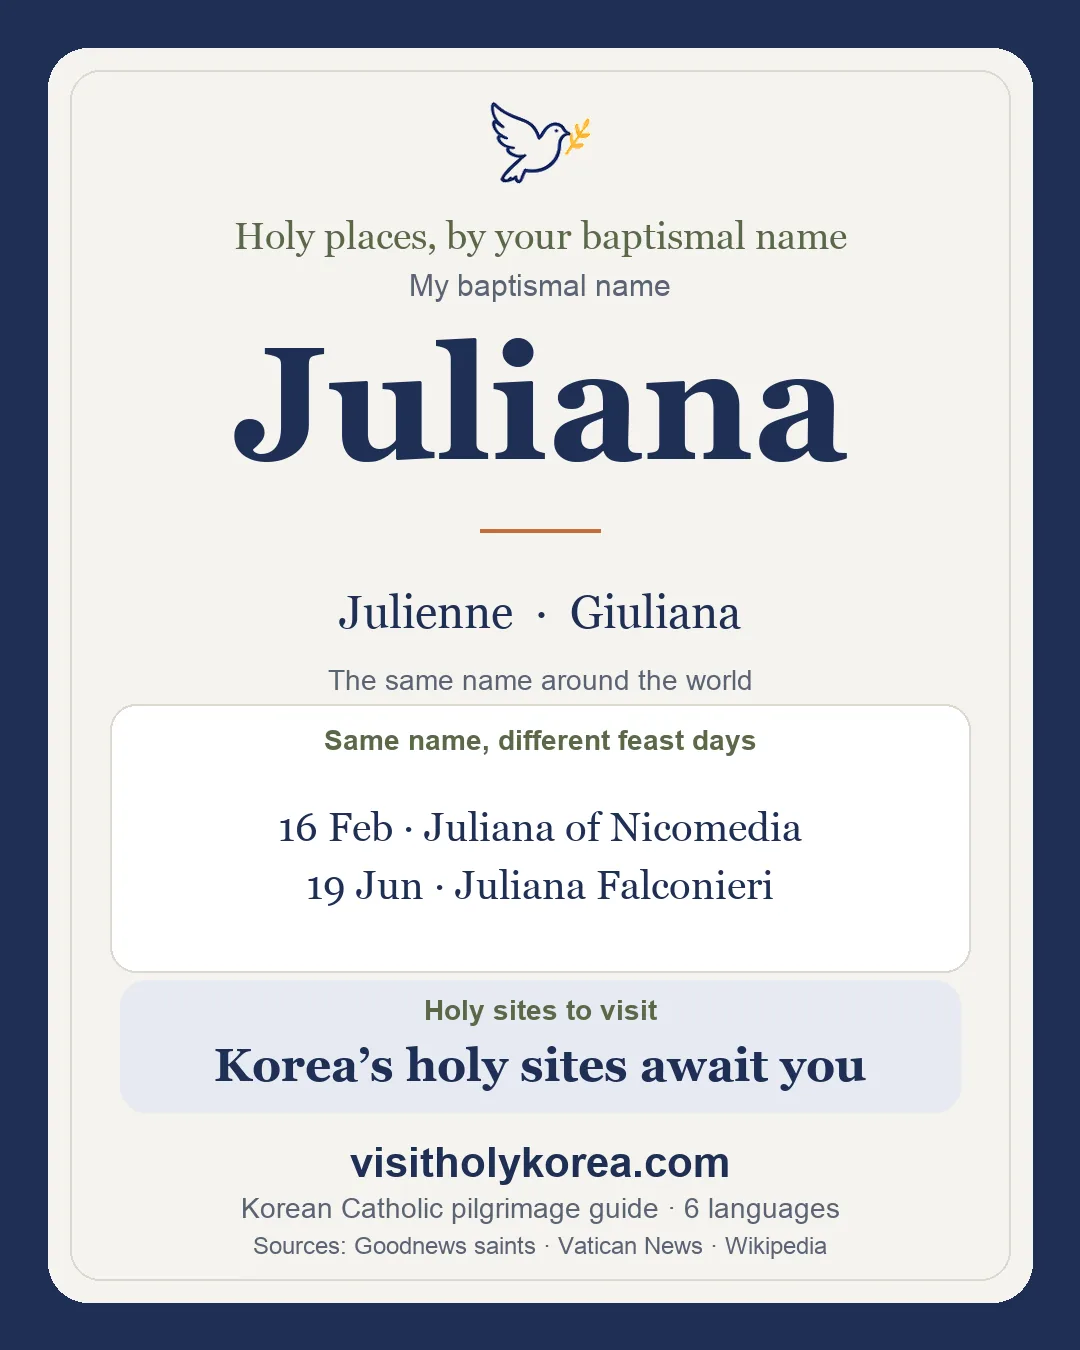 Holy places, by your baptismal name
My baptismal name
Juliana
Julienne · Giuliana
The same name around the world
Same name, different feast days
16 Feb · Juliana of Nicomedia
19 Jun · Juliana Falconieri
Holy sites to visit
Korea’s holy sites await you
visitholykorea.com
Korean Catholic pilgrimage guide · 6 languages
Sources: Goodnews saints · Vatican News · Wikipedia